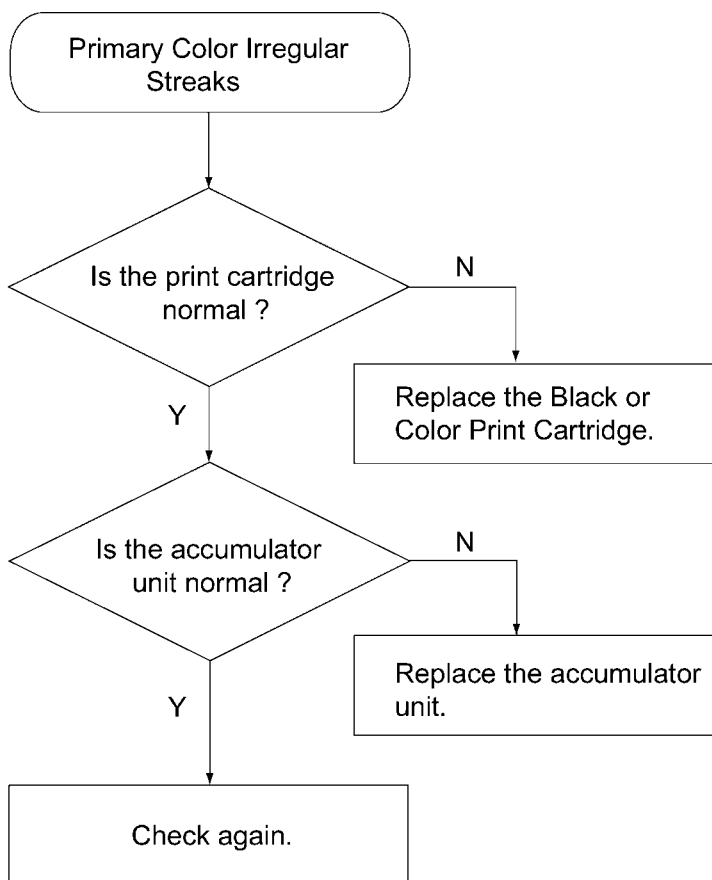 Primary Color Irregular
Streaks
Is the print cartridge
normal ?
N
Replace the Black or
Color Print Cartridge.
Y
Is the accumulator
unit normal ?
N
Replace the accumulator
unit.
Y
Check again.